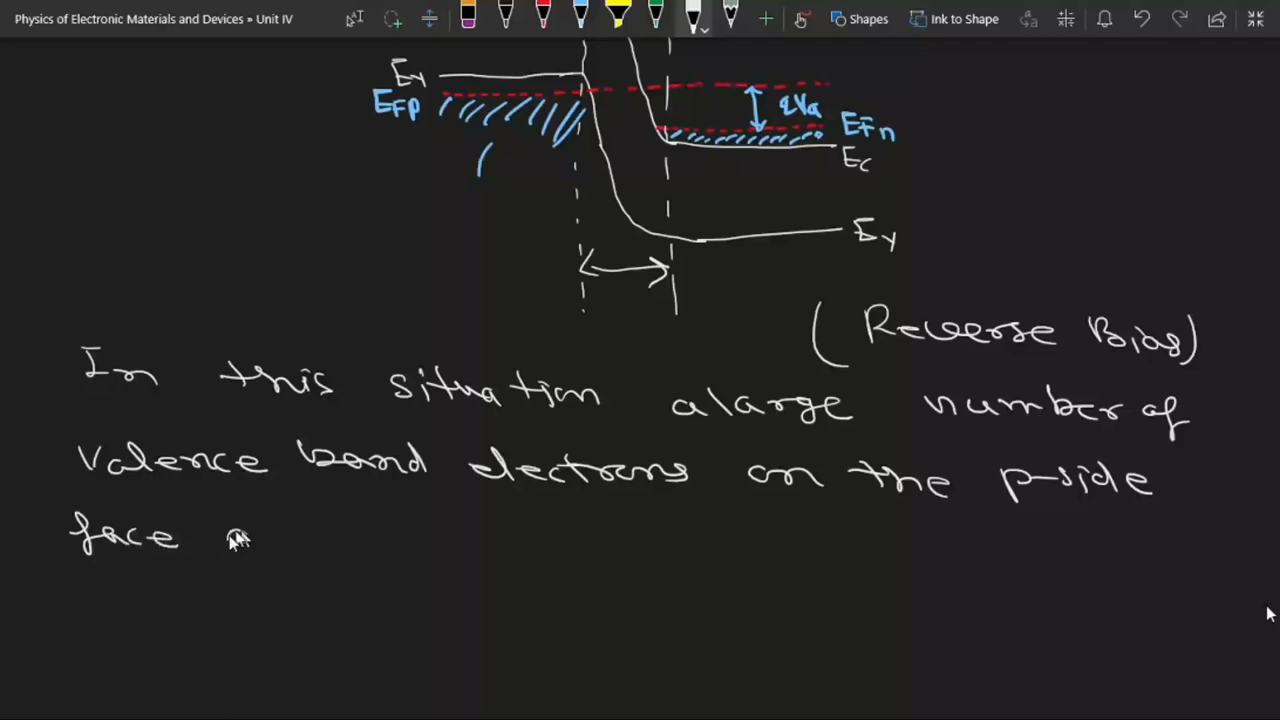 Physics of Electronic Materials and Devices » Unit IV
Shapes
Ink to Shape
Ev
EFp
qVa
EFn
Ec
Ev
(Reverse Bias)
In this situation a large number of
valence band electrons on the p-side
face